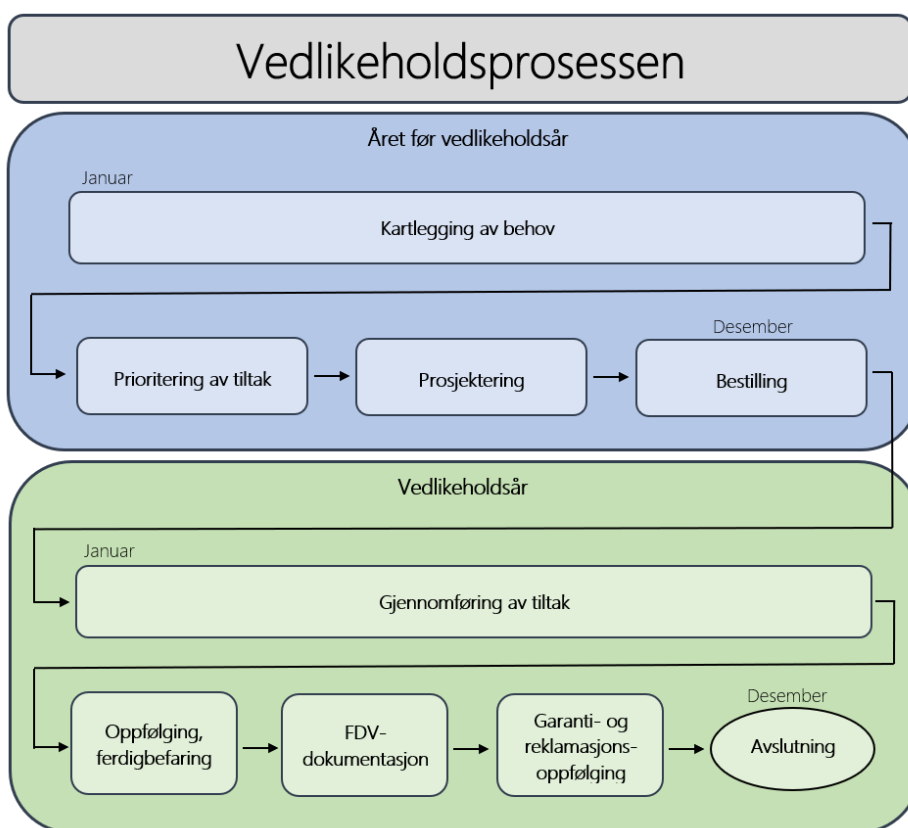 Vedlikeholdsprosessen
Året før vedlikeholdsår
Januar
Kartlegging av behov
Desember
Prioritering av tiltak
Prosjektering
Bestilling
Vedlikeholdsår
Januar
Gjennomføring av tiltak
Oppfølging,
ferdigbefaring
FDV-
dokumentasjon
Garanti- og
reklamasjons-
oppfølging
Desember
Avslutning